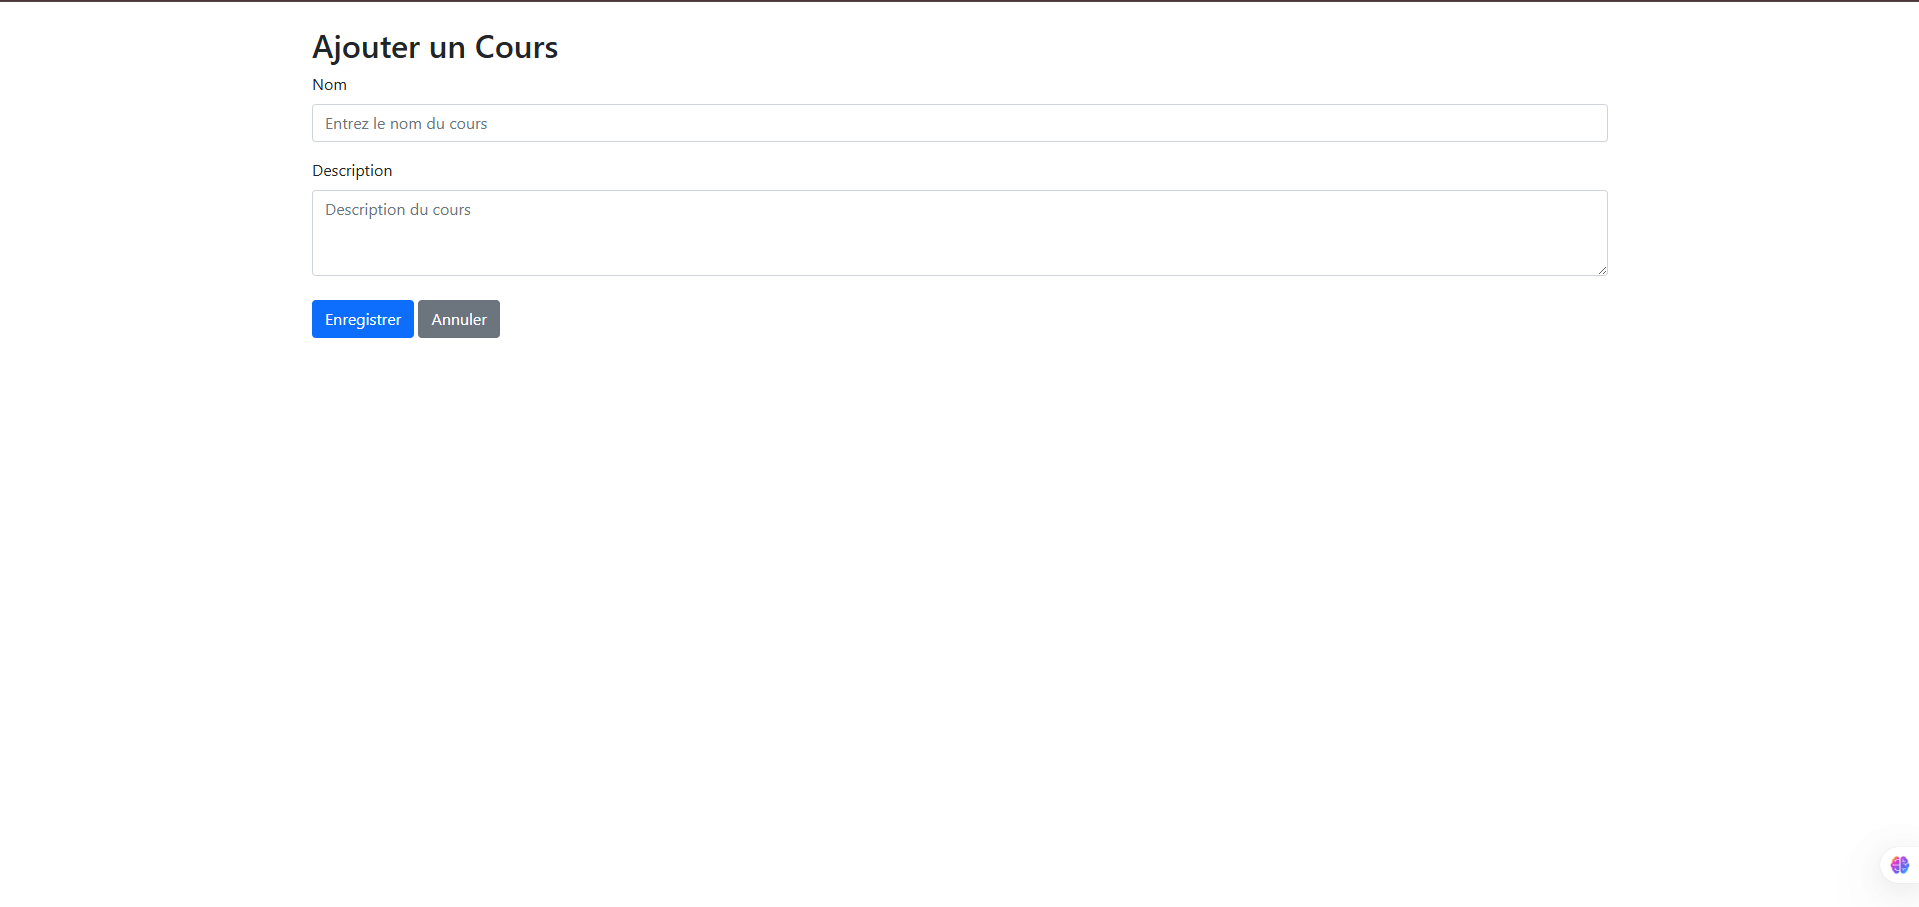 Ajouter un Cours
Nom
Entrez le nom du cours
Description
Description du cours
Enregistrer Annuler